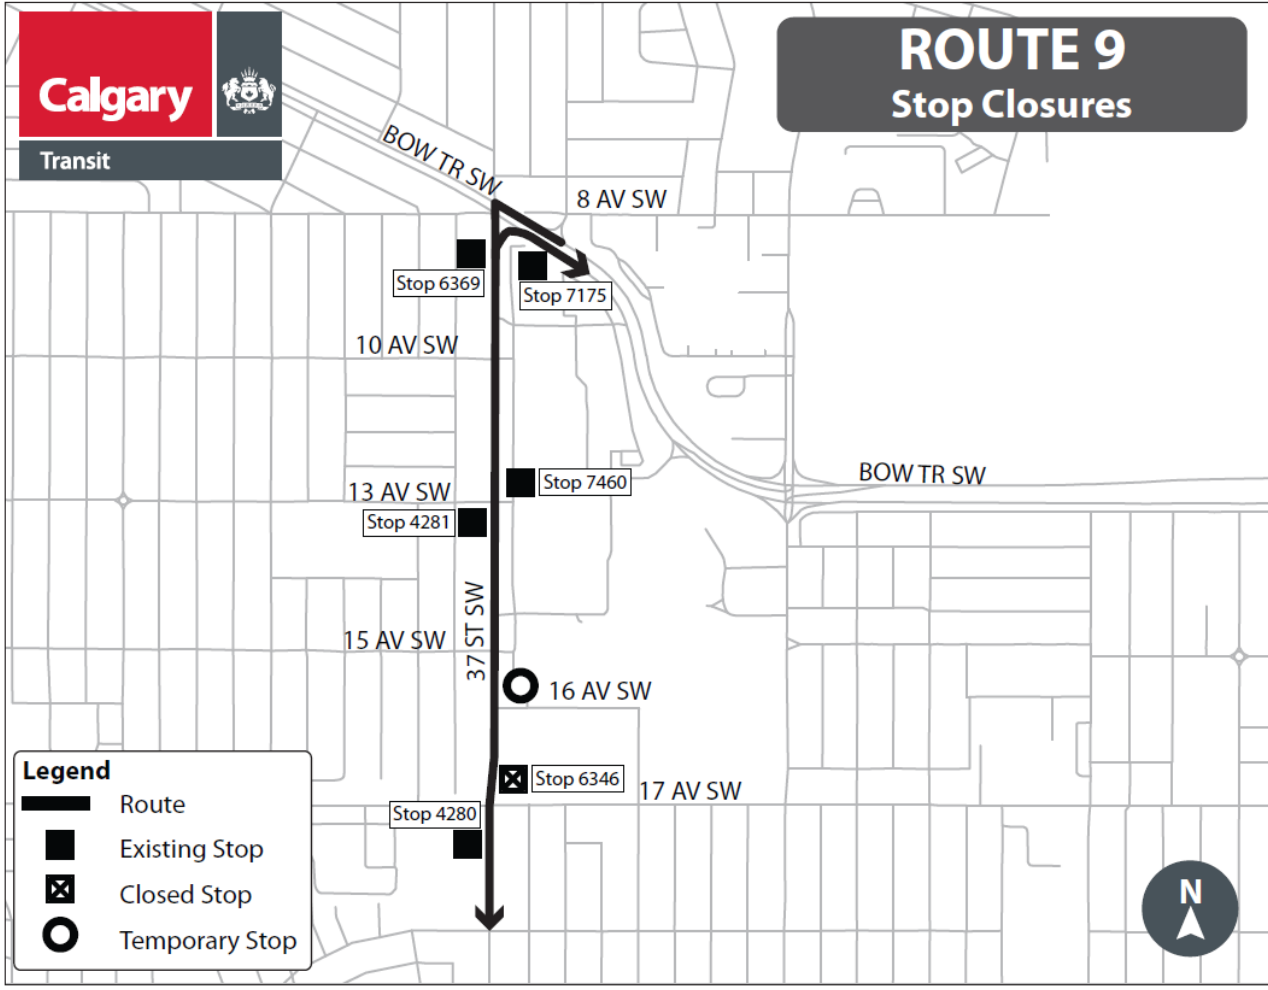 Calgary
Transit
ROUTE 9
Stop Closures
BOW TR SW
8 AV SW
Stop 6369
Stop 7175
10 AV SW
BOW TR SW
Stop 7460
13 AV SW
Stop 4281
37 ST SW
15 AV SW
16 AV SW
Stop 6346
17 AV SW
Stop 4280
Legend
Route
Existing Stop
Closed Stop
Temporary Stop
N